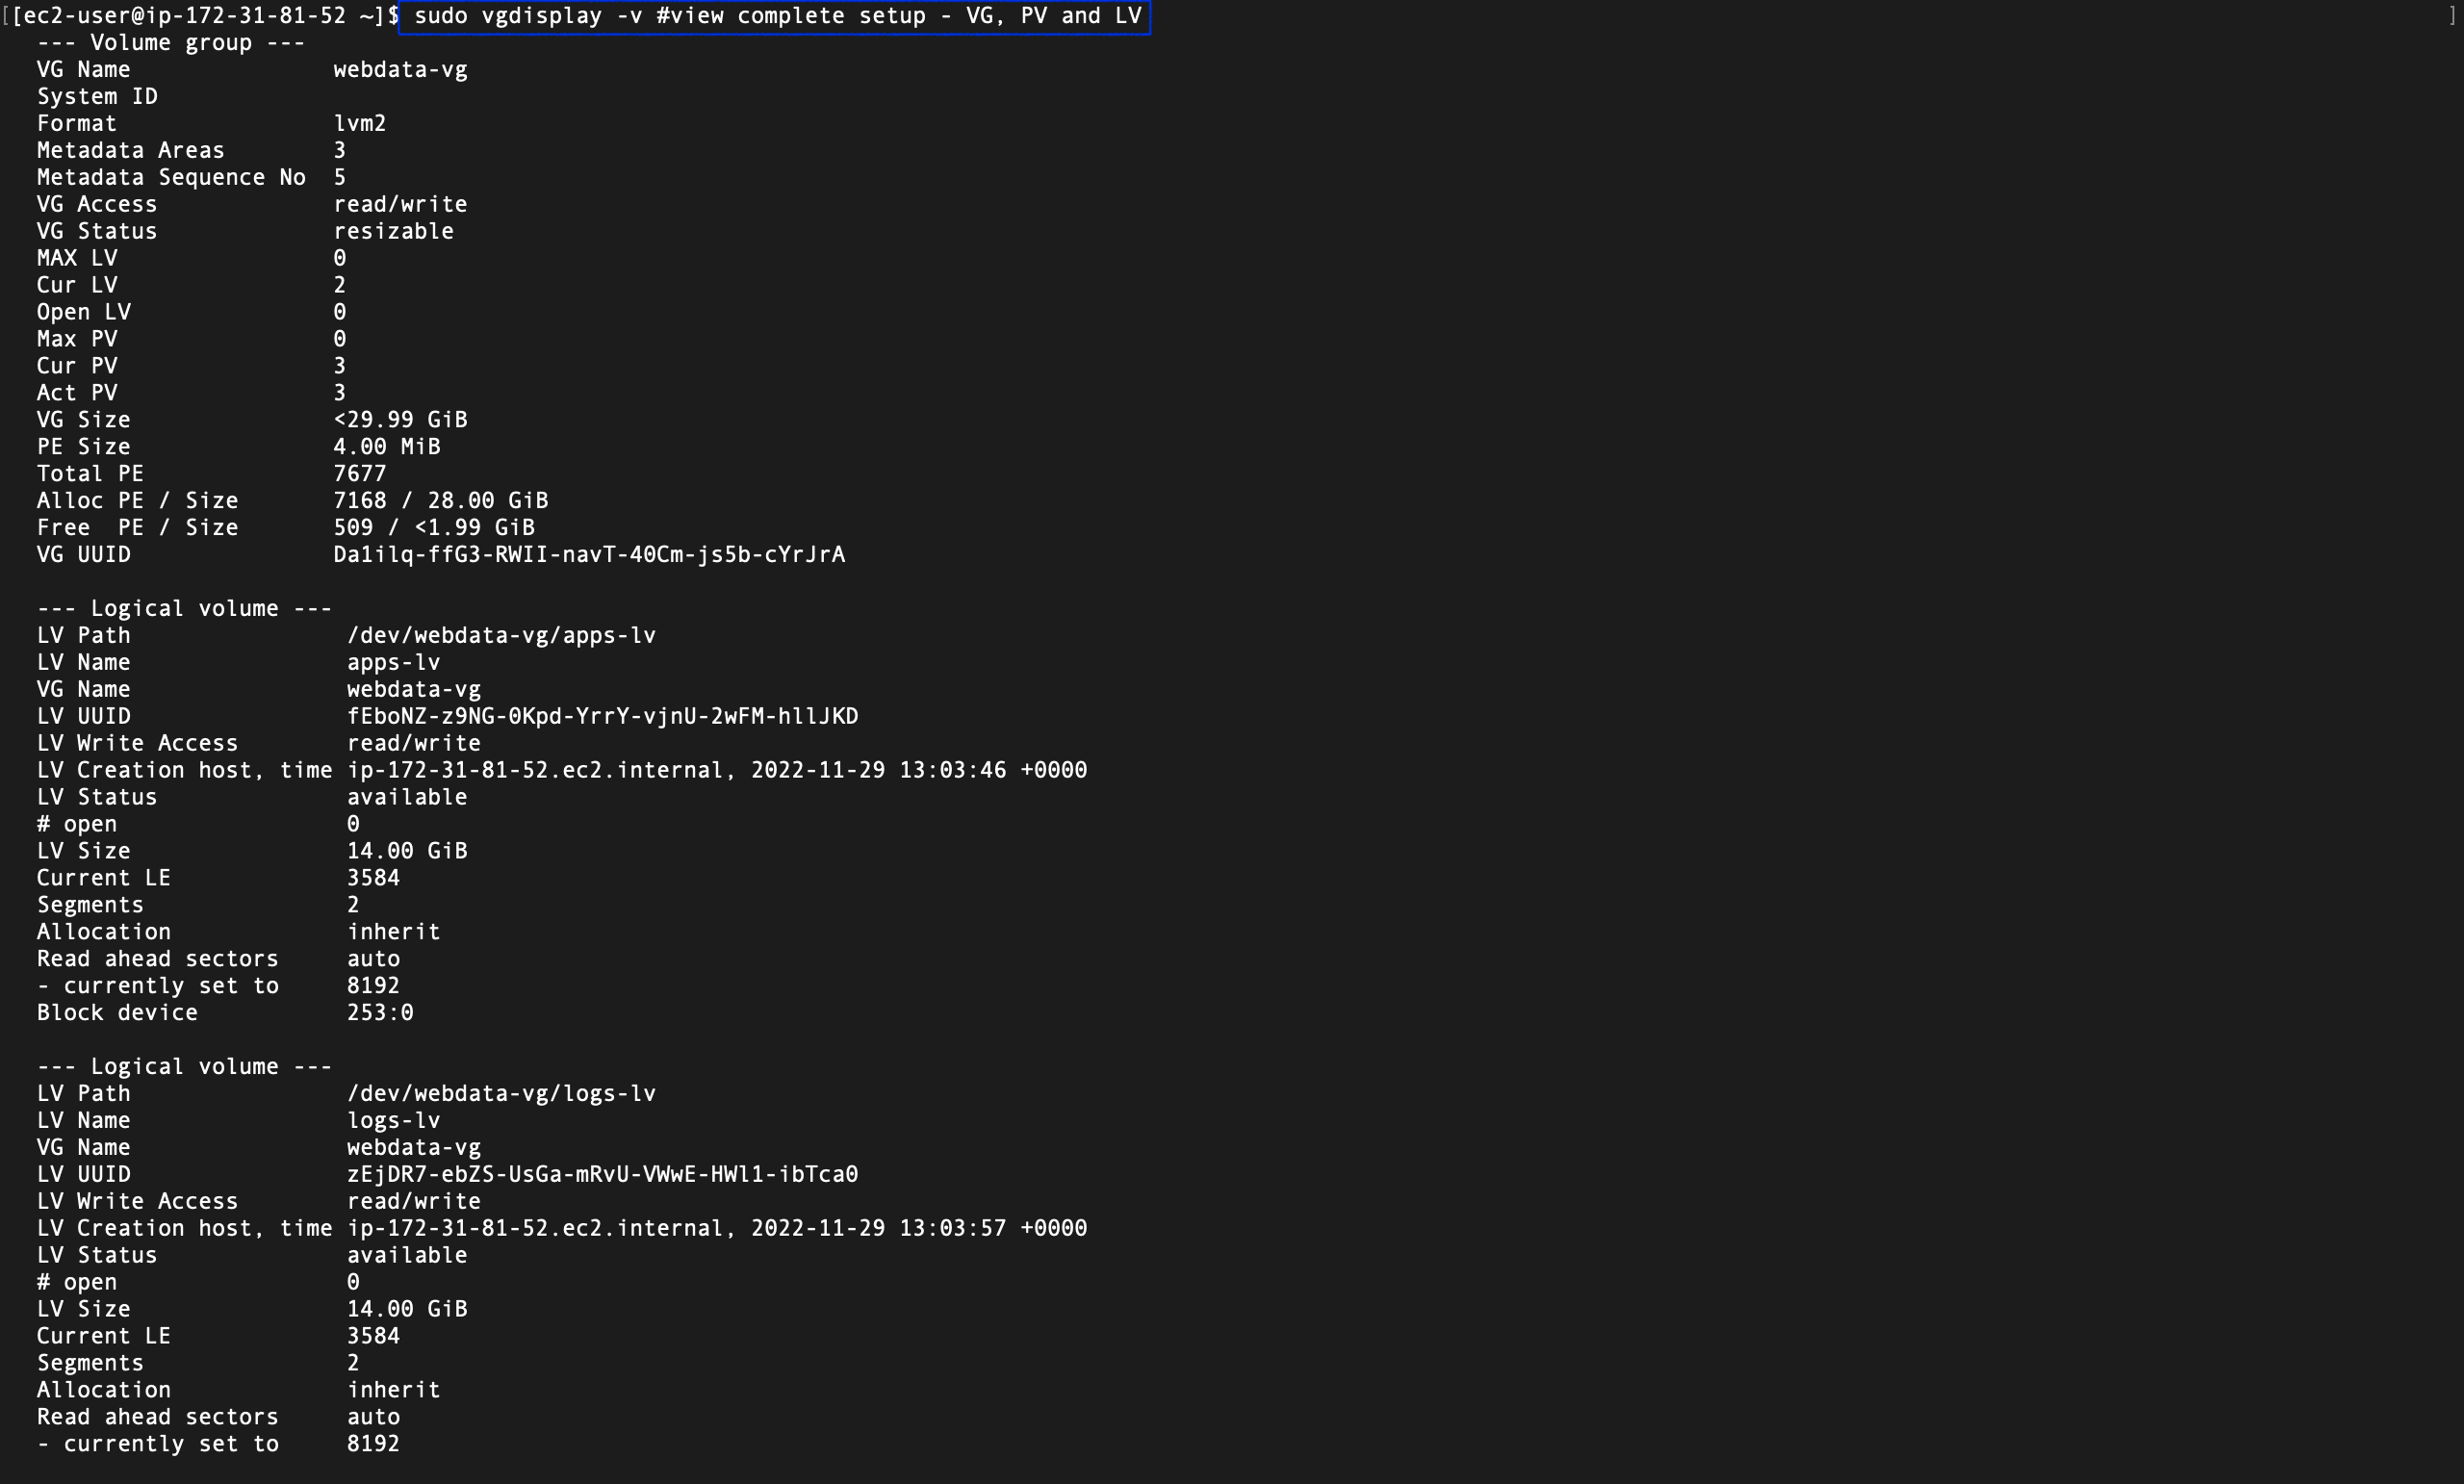 [[ec2-user@ip-172-31-81-52 ~]$ sudo vgdisplay -v #view complete setup - VG, PV and LV ]
--- Volume group ---
VG Name               webdata-vg
System ID
Format                lvm2
Metadata Areas        3
Metadata Sequence No  5
VG Access             read/write
VG Status             resizable
MAX LV                0
Cur LV                2
Open LV               0
Max PV                0
Cur PV                3
Act PV                3
VG Size               <29.99 GiB
PE Size               4.00 MiB
Total PE              7677
Alloc PE / Size       7168 / 28.00 GiB
Free  PE / Size       509 / <1.99 GiB
VG UUID               Da1ilq-ffG3-RWII-navT-40Cm-js5b-cYrJrA
--- Logical volume ---
LV Path                /dev/webdata-vg/apps-lv
LV Name                apps-lv
VG Name                webdata-vg
LV UUID                fEboNZ-z9NG-0Kpd-YrrY-vjnU-2wFM-hllJKD
LV Write Access        read/write
LV Creation host, time ip-172-31-81-52.ec2.internal, 2022-11-29 13:03:46 +0000
LV Status              available
# open                 0
LV Size                14.00 GiB
Current LE             3584
Segments               2
Allocation             inherit
Read ahead sectors     auto
- currently set to     8192
Block device           253:0
--- Logical volume ---
LV Path                /dev/webdata-vg/logs-lv
LV Name                logs-lv
VG Name                webdata-vg
LV UUID                zEjDR7-ebZS-UsGa-mRvU-VWwE-HWl1-ibTca0
LV Write Access        read/write
LV Creation host, time ip-172-31-81-52.ec2.internal, 2022-11-29 13:03:57 +0000
LV Status              available
# open                 0
LV Size                14.00 GiB
Current LE             3584
Segments               2
Allocation             inherit
Read ahead sectors     auto
- currently set to     8192